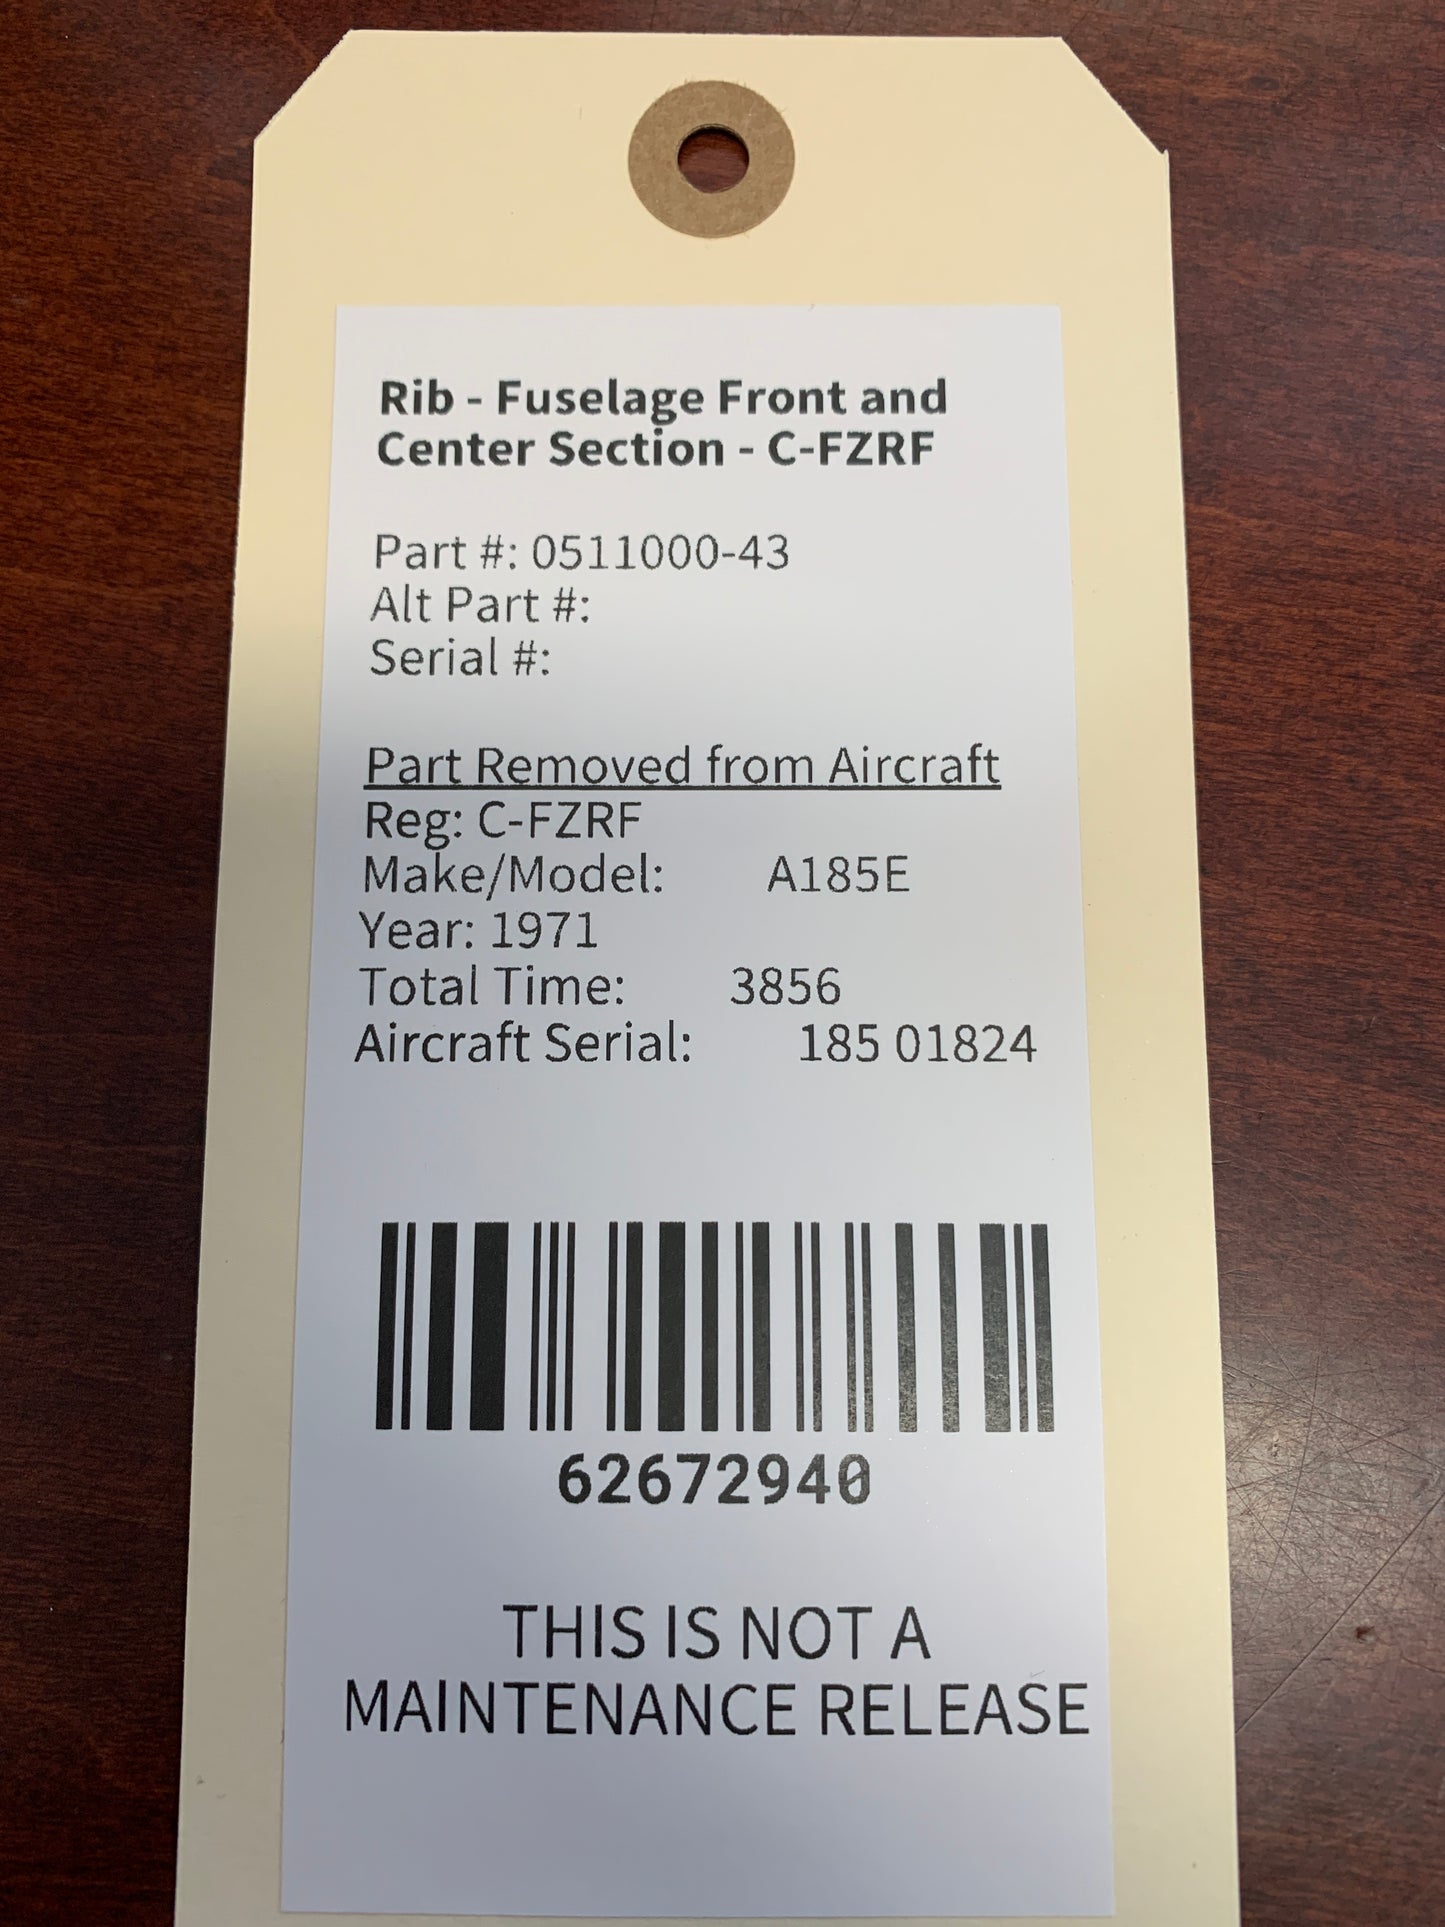 Rib - Fuselage Front and
Center Section - C-FZRF
Part #: 0511000-43
Alt Part #:
Serial #:
Part Removed from Aircraft
Reg: C-FZRF
Make/Model: A185E
Year: 1971
Total Time: 3856
Aircraft Serial: 185 01824
62672940
THIS IS NOT A
MAINTENANCE RELEASE